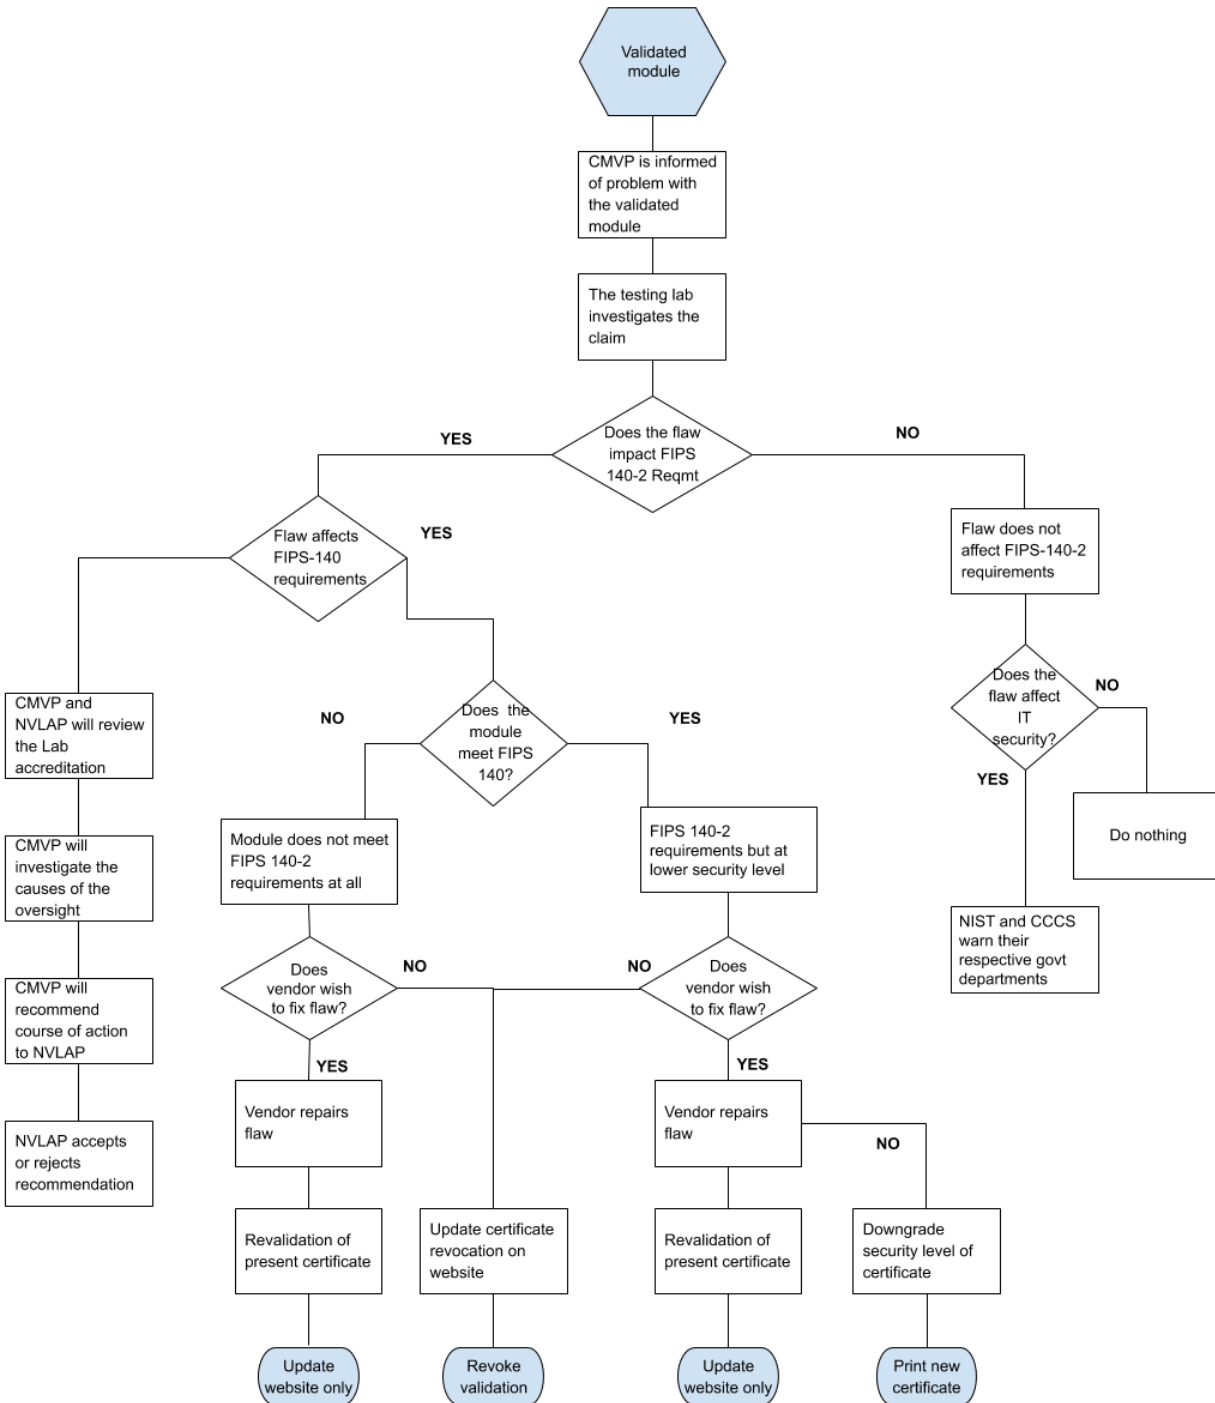 Validated
module
CMVP is informed
of problem with
the validated
module
The testing lab
investigates the
claim
Does the flaw
impact FIPS
140-2 Reqmt
YES
NO
Flaw affects
FIPS-140
requirements
YES
Flaw does not
affect FIPS-140-2
requirements
CMVP and
NVLAP will review
the Lab
accreditation
NO
Does the
module
meet FIPS
140?
YES
Does the
flaw affect
IT
security?
NO
YES
CMVP will
investigate the
causes of the
oversight
Module does not meet
FIPS 140-2
requirements at all
FIPS 140-2
requirements but at
lower security level
Do nothing
NIST and CCCS
warn their
respective govt
departments
CMVP will
recommend
course of action
to NVLAP
Does
vendor wish
to fix flaw?
NO
NO
Does
vendor wish
to fix flaw?
YES
YES
NVLAP accepts
or rejects
recommendation
Vendor repairs
flaw
Vendor repairs
flaw
NO
Revalidation of
present certificate
Update certificate
revocation on
website
Revalidation of
present certificate
Downgrade
security level of
certificate
Update
website only
Revoke
validation
Update
website only
Print new
certificate